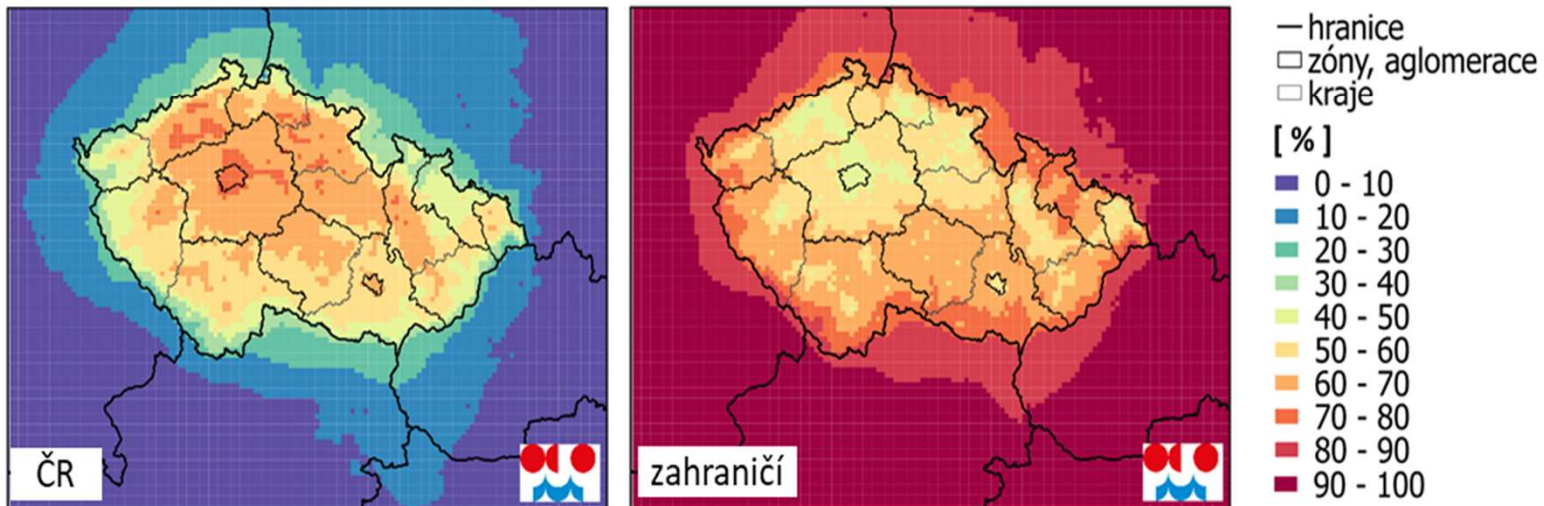 ČR
zahraničí
hranice
zóny, aglomerace
kraje
[ % ]
0 - 10
10 - 20
20 - 30
30 - 40
40 - 50
50 - 60
60 - 70
70 - 80
80 - 90
90 - 100